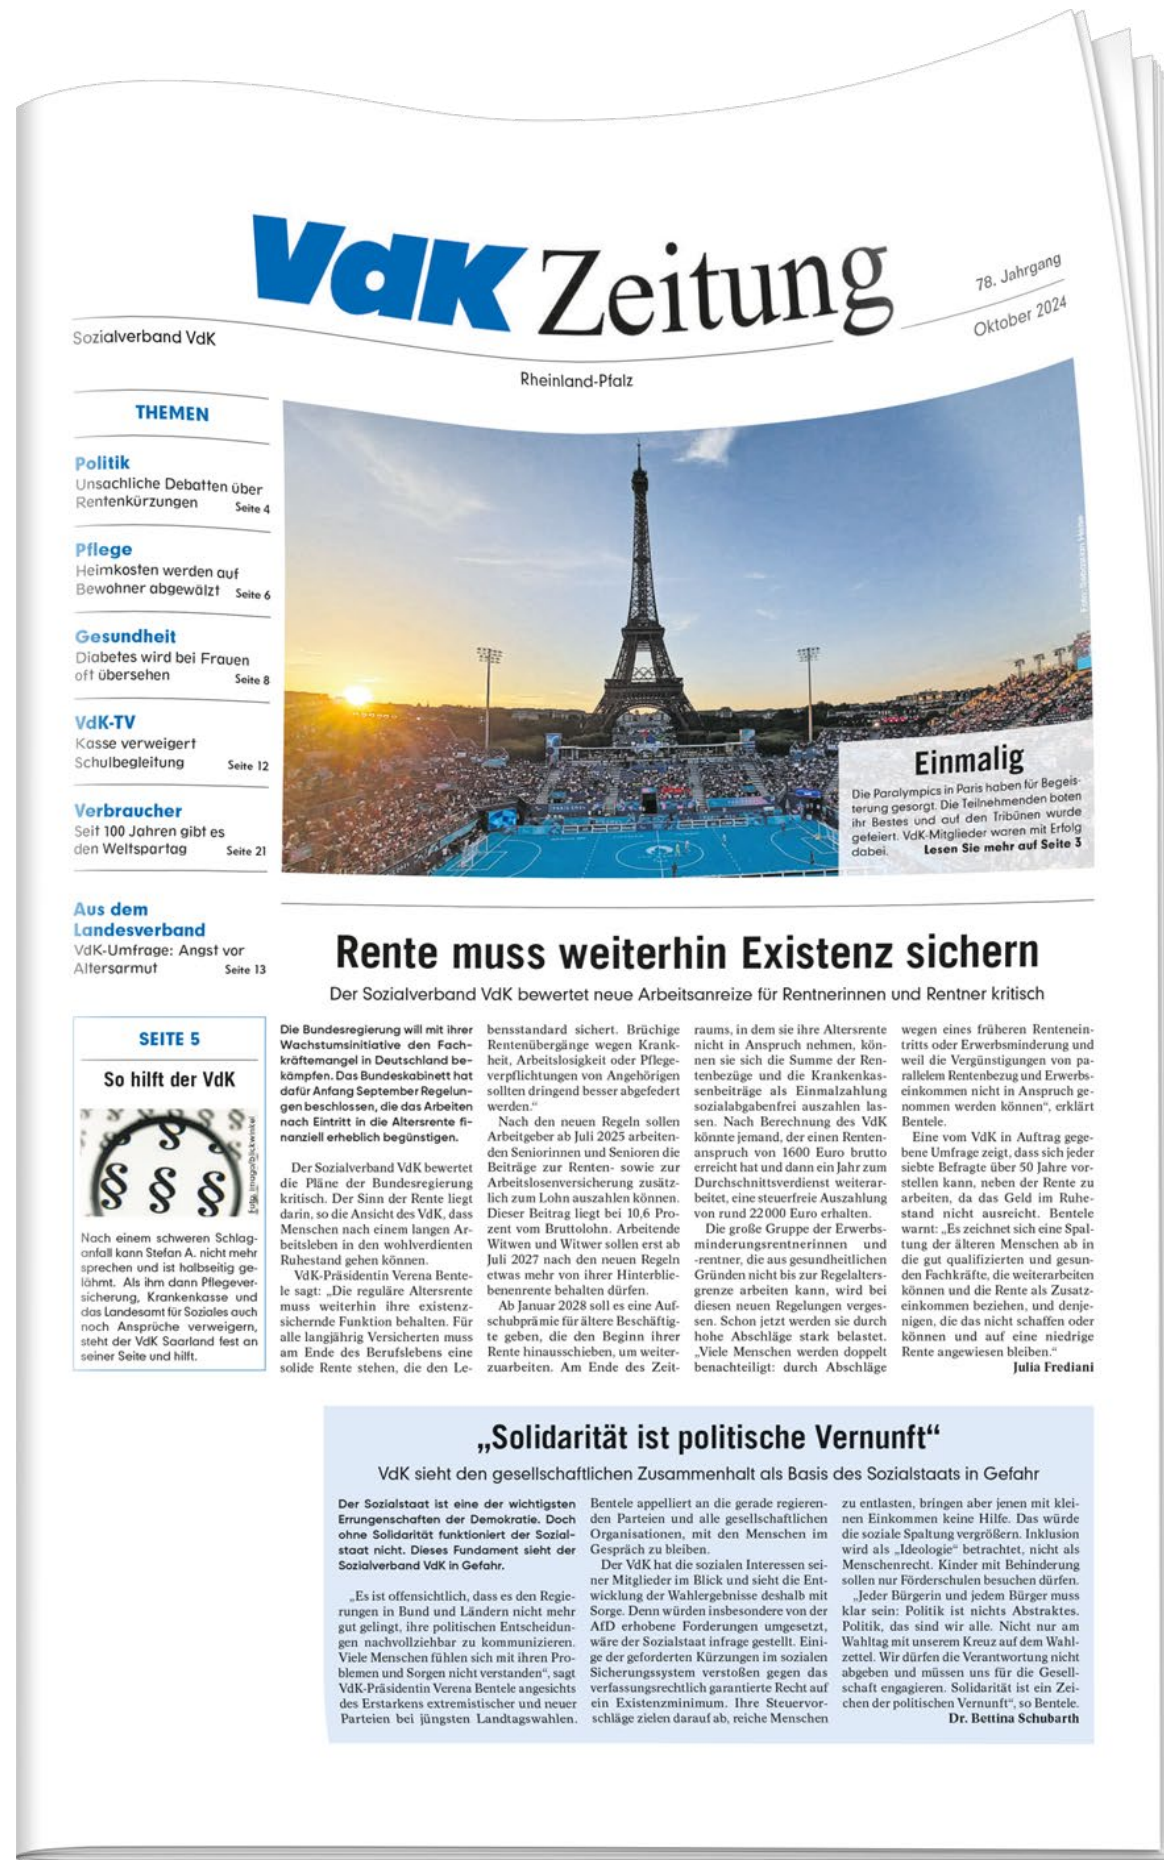 VdK Zeitung
78. Jahrgang
Oktober 2024
Sozialverband VdK
Rheinland-Pfalz
THEMEN
Politik
Unsachliche Debatten über
Rentenkürzungen Seite 4
Pflege
Heimkosten werden auf
Bewohner abgewälzt Seite 6
Gesundheit
Diabetes wird bei Frauen
oft übersehen Seite 8
VdK-TV
Kasse verweigert
Schulbegleitung Seite 12
Verbraucher
Seit 100 Jahren gibt es
den Weltspartag Seite 21
Aus dem
Landesverband
VdK-Umfrage: Angst vor
Altersarmut Seite 13
SEITE 5
So hilft der VdK
Foto: imago/blickwinkel
Nach einem schweren Schlag-
anfall kann Stefan A. nicht mehr
sprechen und ist halbseitig ge-
lähmt. Als ihm dann Pflegever-
sicherung, Krankenkasse und
das Landesamt für Soziales auch
noch Ansprüche verweigern,
steht der VdK Saarland fest an
seiner Seite und hilft.
Einmalig
Die Paralympics in Paris haben für Begeis-
terung gesorgt. Die Teilnehmenden boten
ihr Bestes und auf den Tribünen wurde
gefeiert. VdK-Mitglieder waren mit Erfolg
dabei. Lesen Sie mehr auf Seite 3
Rente muss weiterhin Existenz sichern
Der Sozialverband VdK bewertet neue Arbeitsanreize für Rentnerinnen und Rentner kritisch
Die Bundesregierung will mit ihrer
Wachstumsinitiative den Fach-
kräftemangel in Deutschland be-
kämpfen. Das Bundeskabinett hat
dafür Anfang September Regelun-
gen beschlossen, die das Arbeiten
nach Eintritt in die Altersrente fi-
nanziell erheblich begünstigen.
Der Sozialverband VdK bewertet
die Pläne der Bundesregierung
kritisch. Der Sinn der Rente liegt
darin, so die Ansicht des VdK, dass
Menschen nach einem langen Ar-
beitsleben in den wohlverdienten
Ruhestand gehen können.
VdK-Präsidentin Verena Bente-
le sagt: „Die reguläre Altersrente
muss weiterhin ihre existenz-
sichernde Funktion behalten. Für
alle langjährig Versicherten muss
am Ende des Berufslebens eine
solide Rente stehen, die den Le-
bensstandard sichert. Brüchige
Rentenübergänge wegen Krank-
heit, Arbeitslosigkeit oder Pflege-
verpflichtungen von Angehörigen
sollten dringend besser abgefedert
werden.“
Nach den neuen Regeln sollen
Arbeitgeber ab Juli 2025 arbeiten-
den Seniorinnen und Senioren die
Beiträge zur Renten- sowie zur
Arbeitslosenversicherung zusätz-
lich zum Lohn auszahlen können.
Dieser Beitrag liegt bei 10,6 Pro-
zent vom Bruttolohn. Arbeitende
Witwen und Witwer sollen erst ab
Juli 2027 nach den neuen Regeln
etwas mehr von ihrer Hinterblie-
benenrente behalten dürfen.
Ab Januar 2028 soll es eine Auf-
schubprämie für ältere Beschäftig-
te geben, die den Beginn ihrer
Rente hinausschieben, um weiter-
zuarbeiten. Am Ende des Zeit-
raums, in dem sie ihre Altersrente
nicht in Anspruch nehmen, kön-
nen sie sich die Summe der Ren-
tenbezüge und die Krankenkas-
senbeiträge als Einmalzahlung
sozialabgabenfrei auszahlen las-
sen. Nach Berechnung des VdK
könnte jemand, der einen Renten-
anspruch von 1600 Euro brutto
erreicht hat und dann ein Jahr zum
Durchschnittsverdienst weiterar-
beitet, eine steuerfreie Auszahlung
von rund 22 000 Euro erhalten.
Die große Gruppe der Erwerbs-
minderungsrentnerinnen und
-rentner, die aus gesundheitlichen
Gründen nicht bis zur Regelalters-
grenze arbeiten kann, wird bei
diesen neuen Regelungen verges-
sen. Schon jetzt werden sie durch
hohe Abschläge stark belastet.
„Viele Menschen werden doppelt
benachteiligt: durch Abschläge
wegen eines früheren Rentenein-
tritts oder Erwerbsminderung und
weil die Vergünstigungen von pa-
rallelem Rentenbezug und Erwerbs-
einkommen nicht in Anspruch ge-
nommen werden können“, erklärt
Bentele.
Eine vom VdK in Auftrag gege-
bene Umfrage zeigt, dass sich jeder
siebte Befragte über 50 Jahre vor-
stellen kann, neben der Rente zu
arbeiten, da das Geld im Ruhe-
stand nicht ausreicht. Bentele
warnt: „Es zeichnet sich eine Spal-
tung der älteren Menschen ab in
die gut qualifizierten und gesun-
den Fachkräfte, die weiterarbeiten
können und die Rente als Zusatz-
einkommen beziehen, und denje-
nigen, die das nicht schaffen oder
können und auf eine niedrige
Rente angewiesen bleiben.“
Julia Frediani
„Solidarität ist politische Vernunft“
VdK sieht den gesellschaftlichen Zusammenhalt als Basis des Sozialstaats in Gefahr
Der Sozialstaat ist eine der wichtigsten
Errungenschaften der Demokratie. Doch
ohne Solidarität funktioniert der Sozial-
staat nicht. Dieses Fundament sieht der
Sozialverband VdK in Gefahr.
„Es ist offensichtlich, dass es den Regie-
rungen in Bund und Ländern nicht mehr
gut gelingt, ihre politischen Entscheidun-
gen nachvollziehbar zu kommunizieren.
Viele Menschen fühlen sich mit ihren Pro-
blemen und Sorgen nicht verstanden“, sagt
VdK-Präsidentin Verena Bentele angesichts
des Erstarkens extremistischer und neuer
Parteien bei jüngsten Landtagswahlen.
Bentele appelliert an die gerade regieren-
den Parteien und alle gesellschaftlichen
Organisationen, mit den Menschen im
Gespräch zu bleiben.
Der VdK hat die sozialen Interessen sei-
ner Mitglieder im Blick und sieht die Ent-
wicklung der Wahlergebnisse deshalb mit
Sorge. Denn würden insbesondere von der
AfD erhobene Forderungen umgesetzt,
wäre der Sozialstaat infrage gestellt. Eini-
ge der geforderten Kürzungen im sozialen
Sicherungssystem verstoßen gegen das
verfassungsrechtlich garantierte Recht auf
ein Existenzminimum. Ihre Steuervor-
schläge zielen darauf ab, reiche Menschen
zu entlasten, bringen aber jenen mit klei-
nen Einkommen keine Hilfe. Das würde
die soziale Spaltung vergrößern. Inklusion
wird als „Ideologie“ betrachtet, nicht als
Menschenrecht. Kinder mit Behinderung
sollen nur Förderschulen besuchen dürfen.
„Jeder Bürgerin und jedem Bürger muss
klar sein: Politik ist nichts Abstraktes.
Politik, das sind wir alle. Nicht nur am
Wahltag mit unserem Kreuz auf dem Wahl-
zettel. Wir dürfen die Verantwortung nicht
abgeben und müssen uns für die Gesell-
schaft engagieren. Solidarität ist ein Zei-
chen der politischen Vernunft“, so Bentele.
Dr. Bettina Schubarth